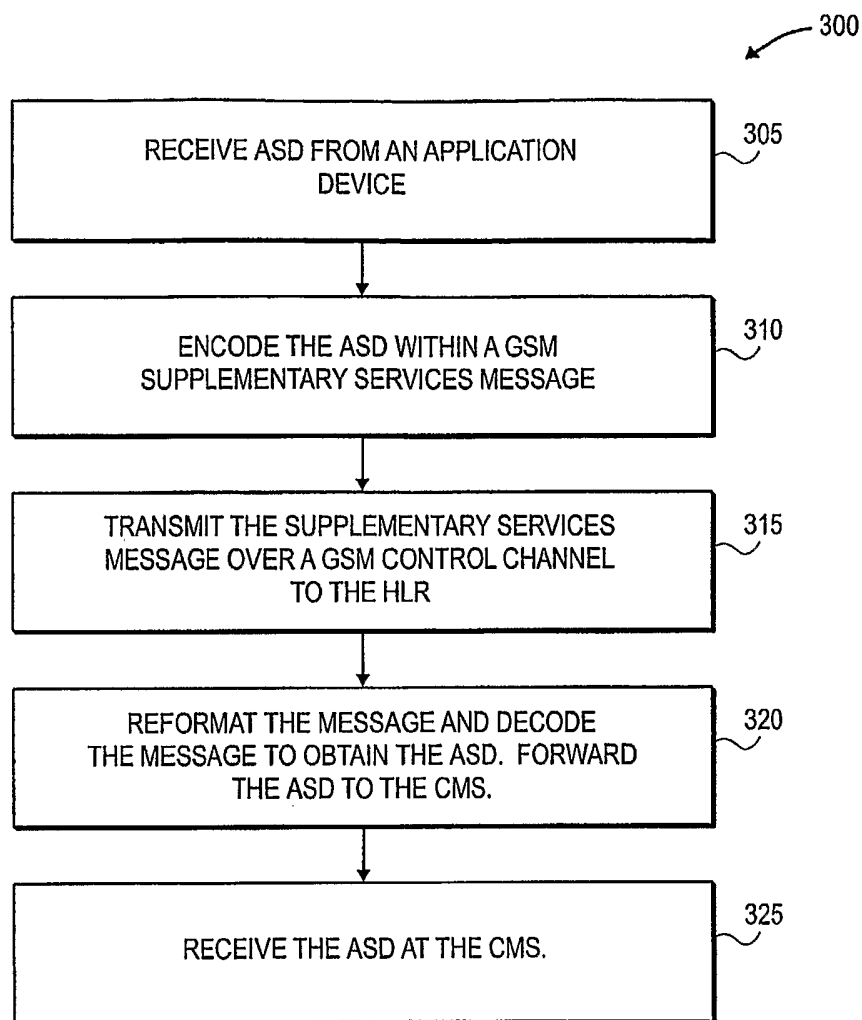 300
RECEIVE ASD FROM AN APPLICATION
DEVICE
305
ENCODE THE ASD WITHIN A GSM
SUPPLEMENTARY SERVICES MESSAGE
310
TRANSMIT THE SUPPLEMENTARY SERVICES
MESSAGE OVER A GSM CONTROL CHANNEL
TO THE HLR
315
REFORMAT THE MESSAGE AND DECODE
THE MESSAGE TO OBTAIN THE ASD. FORWARD
THE ASD TO THE CMS.
320
RECEIVE THE ASD AT THE CMS.
325